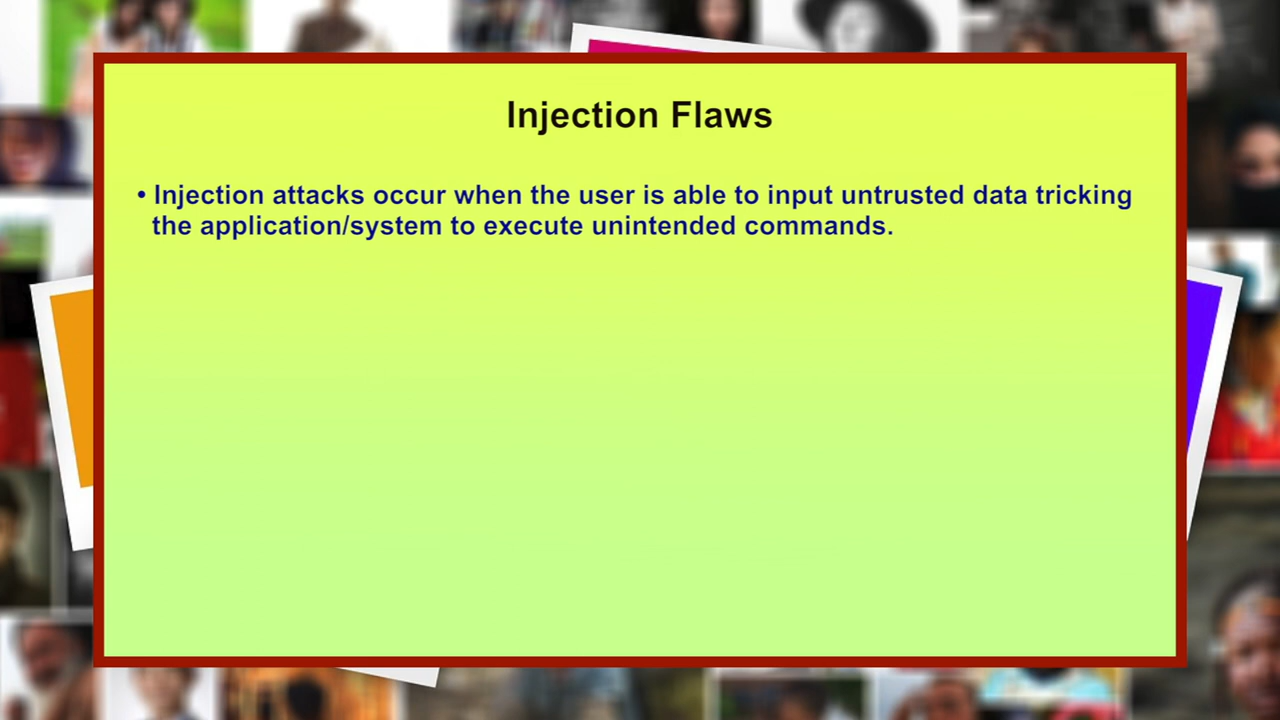 Injection Flaws
• Injection attacks occur when the user is able to input untrusted data tricking
the application/system to execute unintended commands.